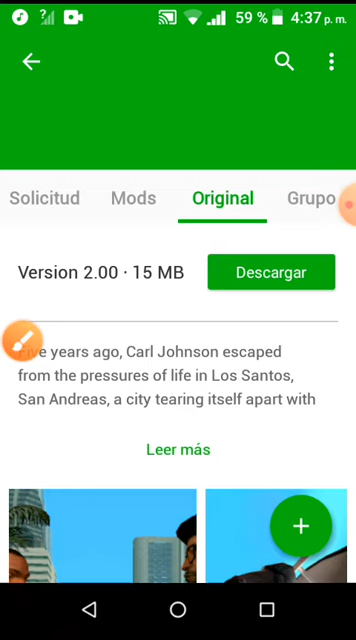 ?
59 % 4:37 p. m.
Solicitud Mods Original Grupo
Version 2.00 · 15 MB Descargar
years ago, Carl Johnson escaped
from the pressures of life in Los Santos,
San Andreas, a city tearing itself apart with
Leer más